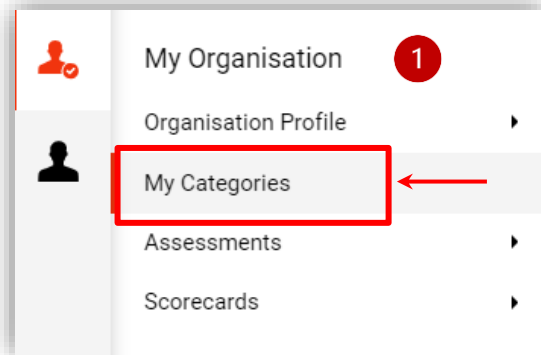 My Organisation 1
Organisation Profile
My Categories
Assessments
Scorecards